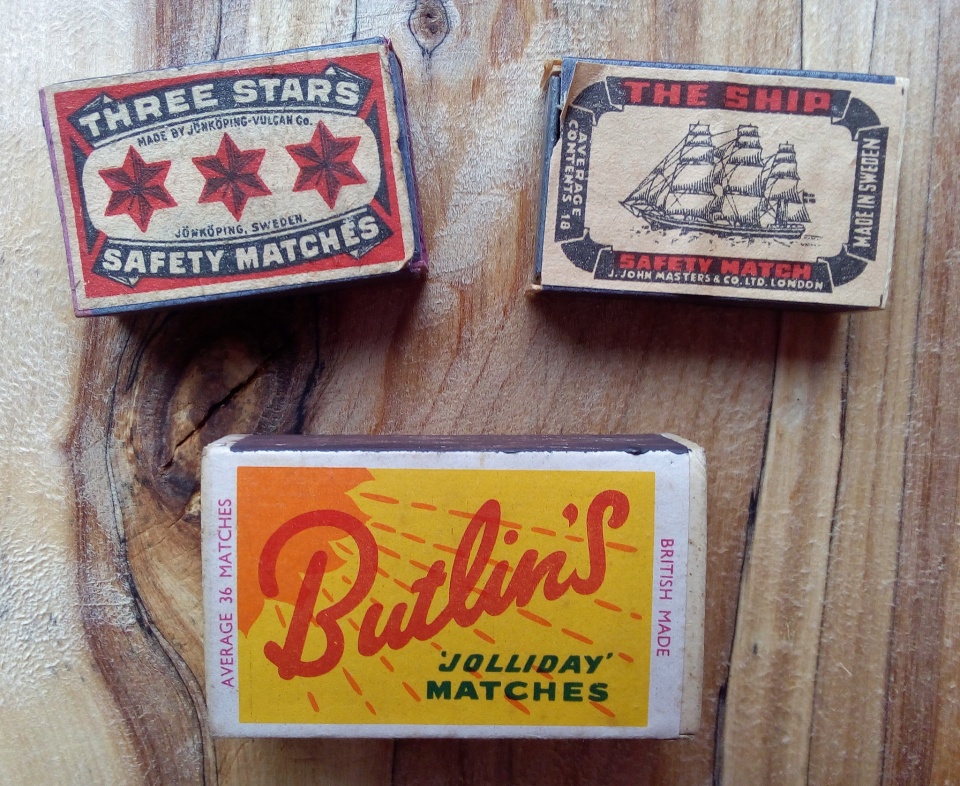 THREE STARS
MADE BY JÖNKÖPING-VULCAN Co.
JÖNKÖPING, SWEDEN.
SAFETY MATCHES
THE SHIP
AVERAGE
CONTENTS 18
MADE IN SWEDEN
SAFETY MATCH
J. JOHN MASTERS & CO. LTD. LONDON
AVERAGE 36 MATCHES
Butlin's
'JOLLIDAY'
MATCHES
BRITISH MADE